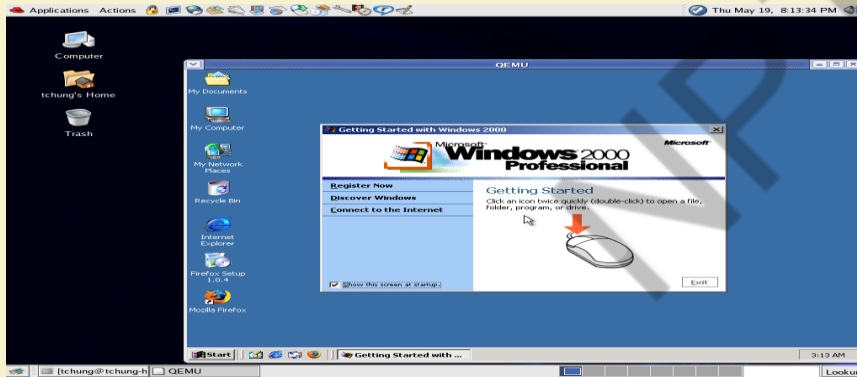 Applications Actions
Thu May 19, 8:13:34 PM
Computer
tchung's Home
Trash
QEMU
My Documents
My Computer
My Network
Places
Recycle Bin
Internet
Explorer
Firefox Setup
1.0.4
Mozilla Firefox
Getting Started with Windows 2000
Microsoft
Microsoft
Windows 2000
Professional
Register Now
Discover Windows
Connect to the Internet
Getting Started
Click an icon twice quickly (double-click) to open a file,
folder, program, or drive.
Show this screen at startup.
Exit
Start
Getting Started with ...
3:13 AM
[tchung@tchung-h
QEMU